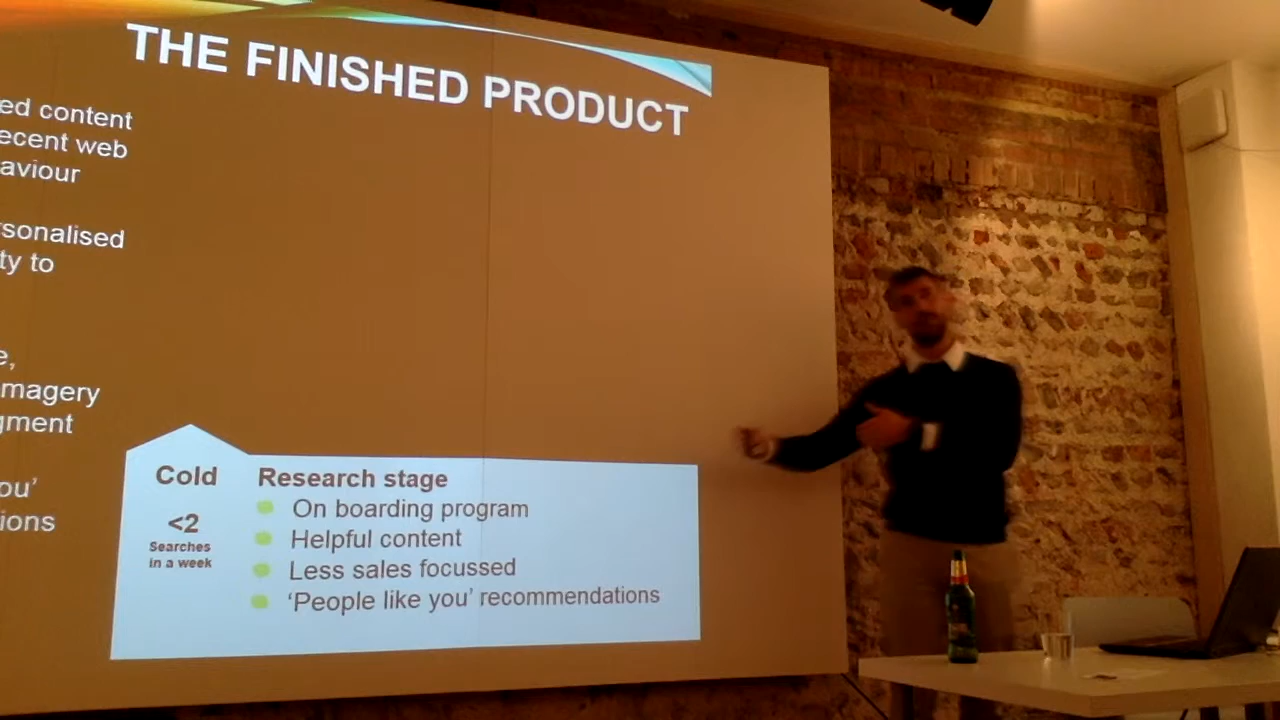 THE FINISHED PRODUCT
ed content
ecent web
aviour
sonalised
ty to
e,
magery
gment
ou'
ions
Cold
<2
Searches
in a week
Research stage
On boarding program
Helpful content
Less sales focussed
'People like you' recommendations